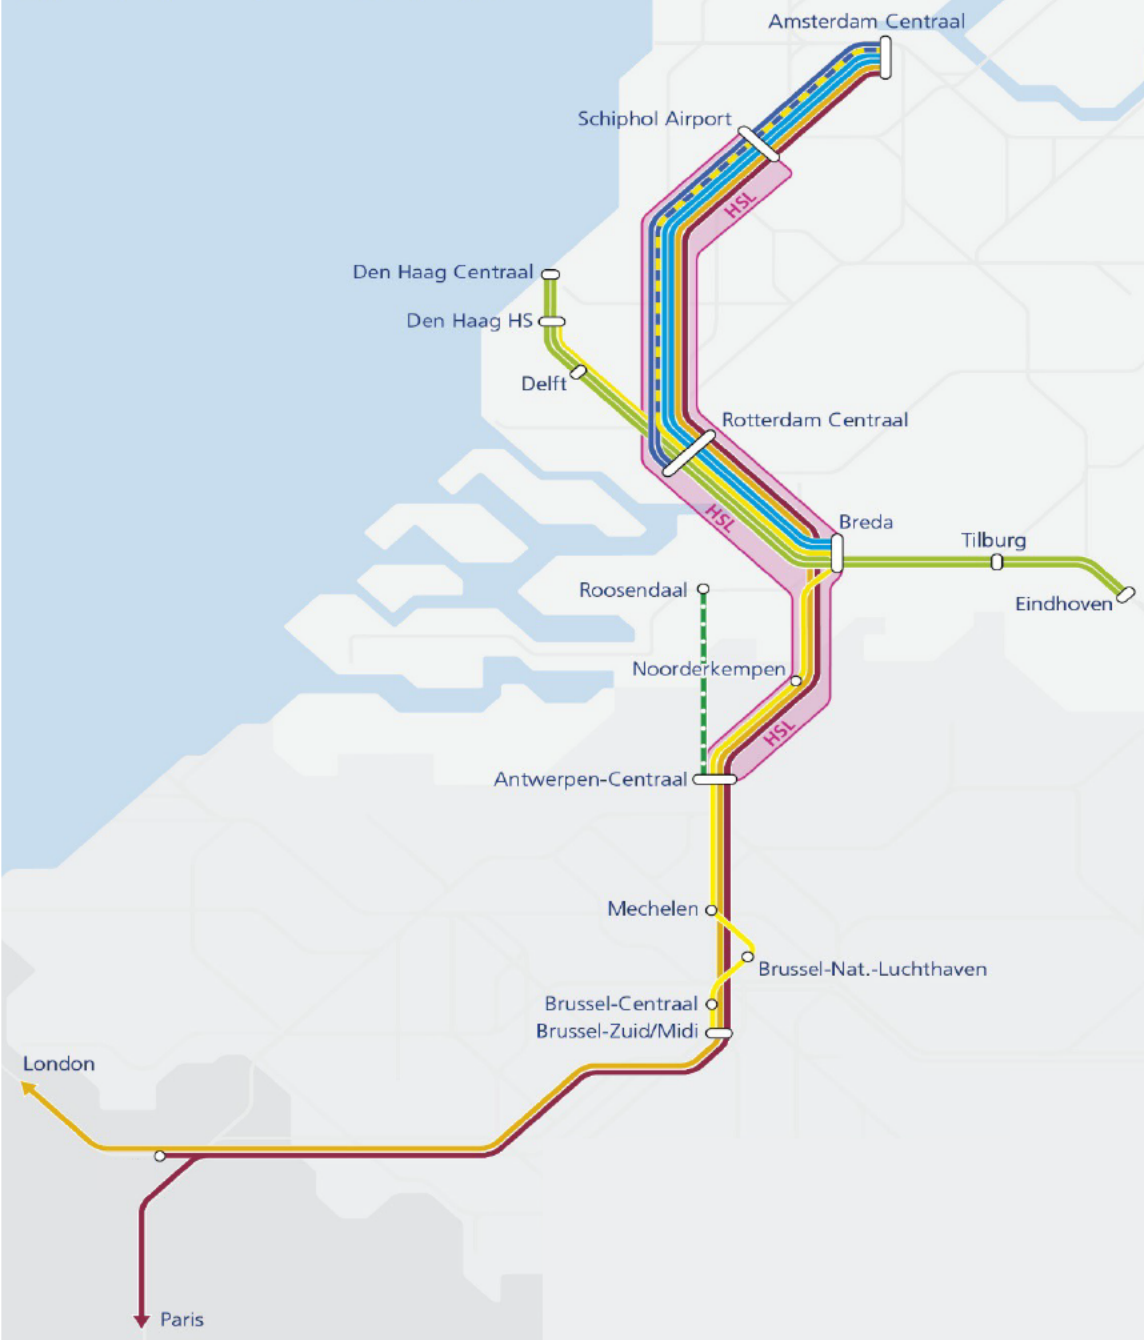 Amsterdam Centraal
Schiphol Airport
HSL
Den Haag Centraal
Den Haag HS
Delft
Rotterdam Centraal
HSL
Breda
Tilburg
Roosendaal
Eindhoven
Noorderkempen
HSL
Antwerpen-Centraal
Mechelen
Brussel-Nat.-Luchthaven
Brussel-Centraal
Brussel-Zuid/Midi
London
Paris